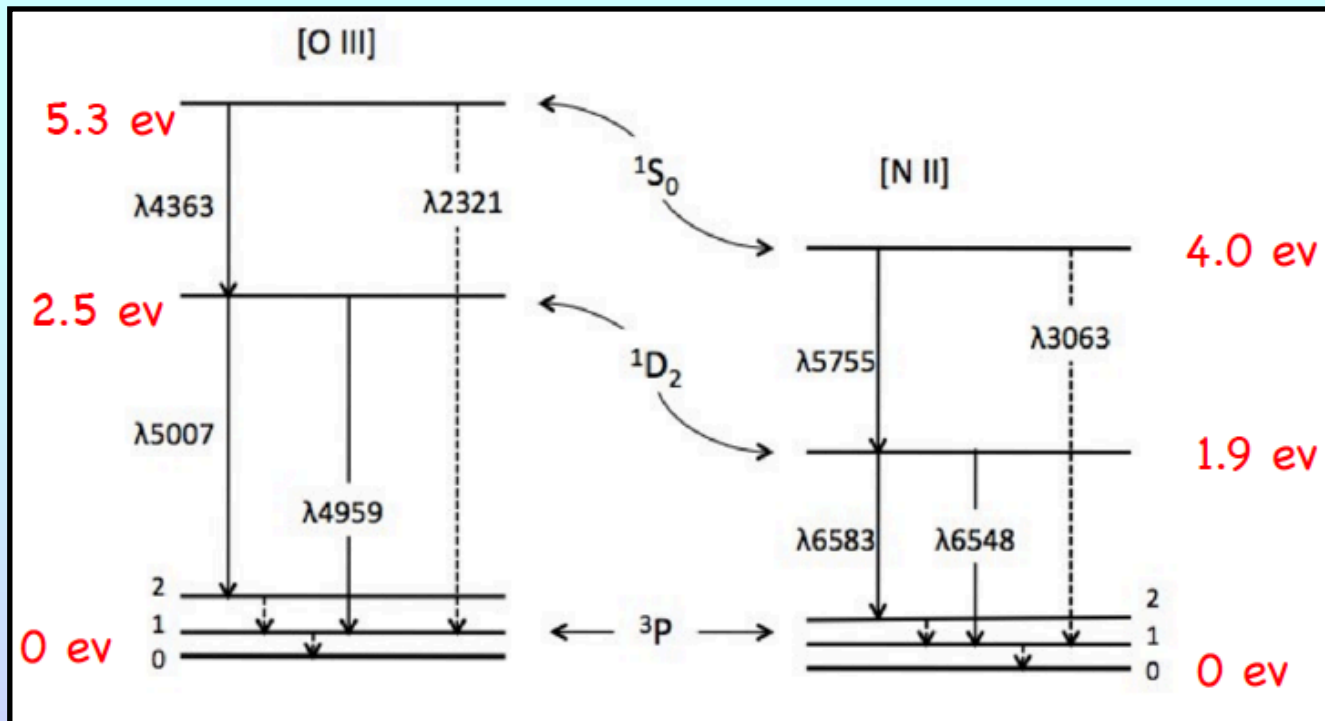 [O III]
5.3 ev
λ4363
λ2321
2.5 ev
λ5007
λ4959
2
1
0
0 ev
¹S₀
¹D₂
³P
[N II]
4.0 ev
λ5755
λ3063
1.9 ev
λ6583
λ6548
2
1
0
0 ev